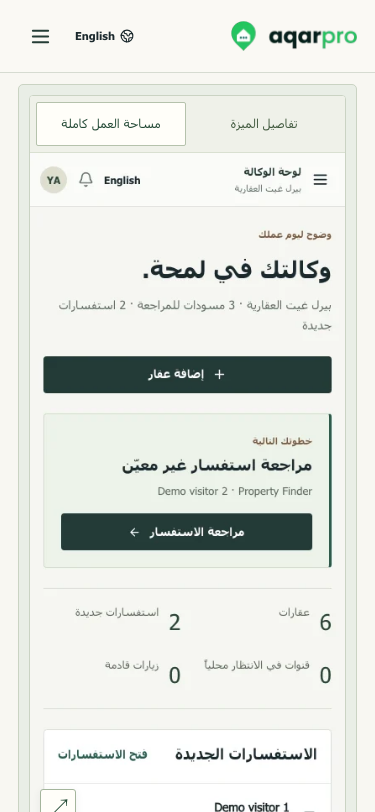 aqarpro
English
تفاصيل الميزة
مساحة العمل كاملة
لوحة الوكالة
بيرل غيت العقارية
English
YA
وضوح ليوم عملك
وكالتك في لمحة.
بيرل غيت العقارية · 3 مسودات للمراجعة · 2 استفسارات
جديدة
+ إضافة عقار
خطوتك التالية
مراجعة استفسار غير معيّن
Demo visitor 2 · Property Finder
مراجعة الاستفسار ←
6 عقارات
2 استفسارات جديدة
0 قنوات في الانتظار محلياً
0 زيارات قادمة
الاستفسارات الجديدة
فتح الاستفسارات
Demo visitor 1